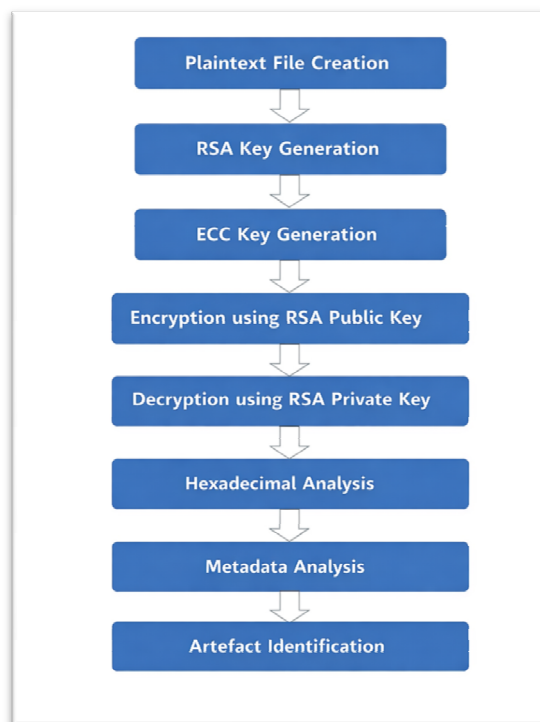 Plaintext File Creation
RSA Key Generation
ECC Key Generation
Encryption using RSA Public Key
Decryption using RSA Private Key
Hexadecimal Analysis
Metadata Analysis
Artefact Identification